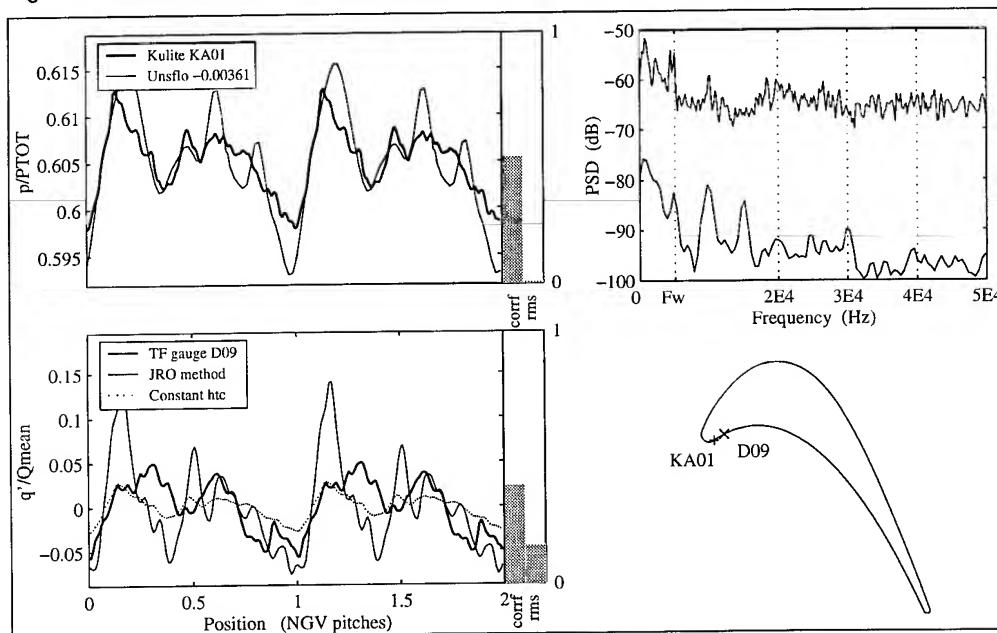 Kulite KA01
Unsflo -0.00361
0.615
0.61
0.605
0.6
0.595
p/PTOT
1
0
corrf
rms
-50
-60
-70
-80
-90
-100
PSD (dB)
0
Fw
2E4
3E4
4E4
5E4
Frequency (Hz)
TF gauge D09
JRO method
Constant htc
0.15
0.1
0.05
0
-0.05
q'/Qmean
0
0.5
1
1.5
2
Position (NGV pitches)
1
0
corrf
rms
KA01
D09